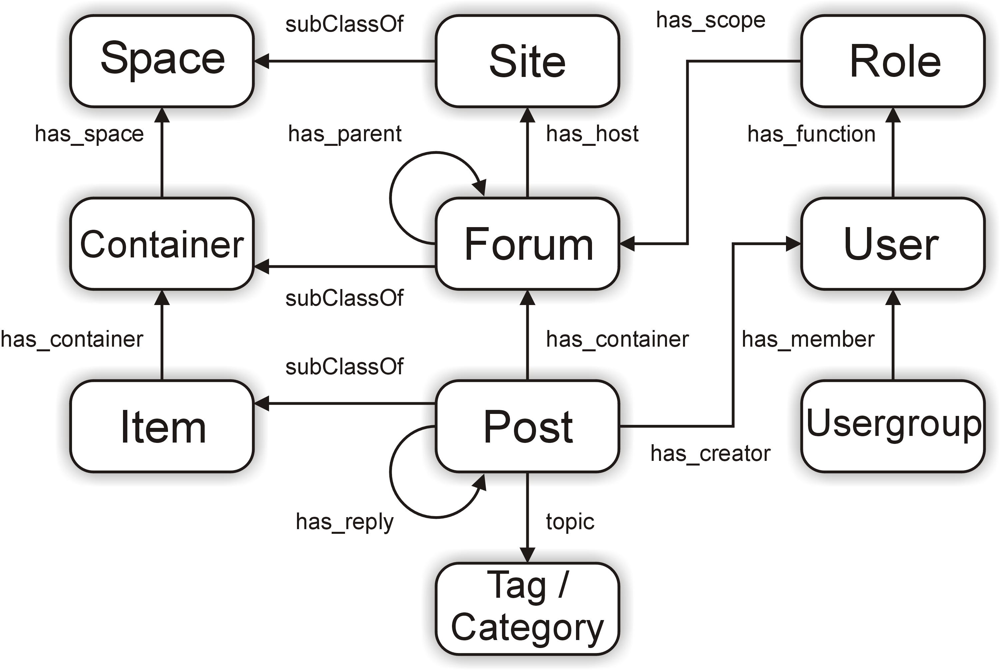 subClassOf
has_scope
Space
Site
Role
has_space
has_parent
has_host
has_function
Container
Forum
User
subClassOf
has_container
has_container
has_member
subClassOf
Item
Post
Usergroup
has_creator
has_reply
topic
Tag /
Category